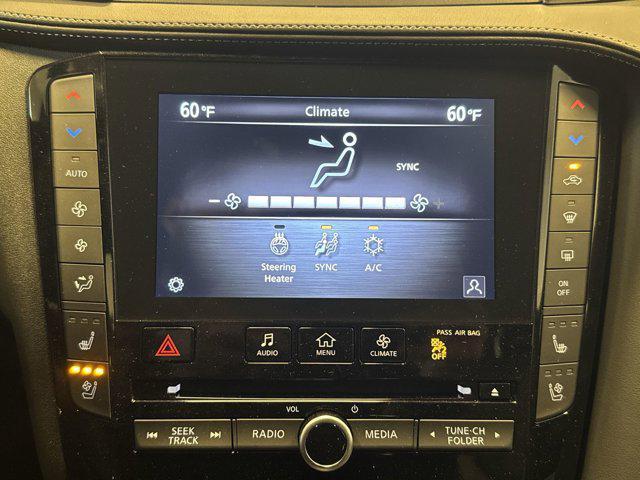 60°F Climate 60°F
SYNC
- +
Steering
Heater
SYNC
A/C
AUTO
ON
OFF
AUDIO
MENU
CLIMATE
PASS AIR BAG
OFF
VOL
SEEK
TRACK
RADIO
MEDIA
TUNE·CH
FOLDER